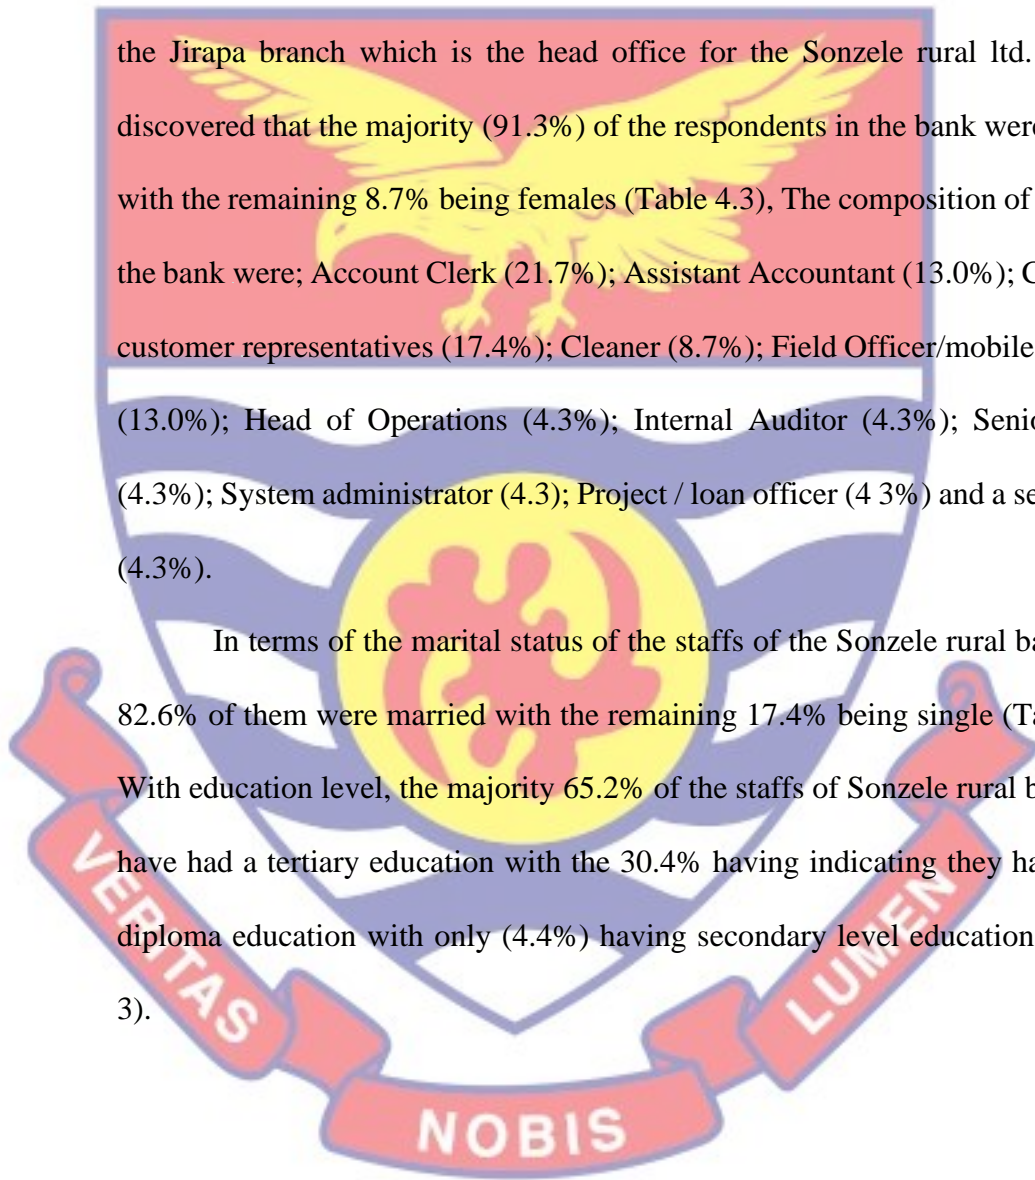 the Jirapa branch which is the head office for the Sonzele rural ltd.
discovered that the majority (91.3%) of the respondents in the bank were
with the remaining 8.7% being females (Table 4.3), The composition of
the bank were; Account Clerk (21.7%); Assistant Accountant (13.0%); C
customer representatives (17.4%); Cleaner (8.7%); Field Officer/mobile
(13.0%); Head of Operations (4.3%); Internal Auditor (4.3%); Senio
(4.3%); System administrator (4.3); Project / loan officer (4 3%) and a se
(4.3%).
In terms of the marital status of the staffs of the Sonzele rural ba
82.6% of them were married with the remaining 17.4% being single (Ta
With education level, the majority 65.2% of the staffs of Sonzele rural b
have had a tertiary education with the 30.4% having indicating they ha
diploma education with only (4.4%) having secondary level education
3).
VERITAS
NOBIS
LUMEN